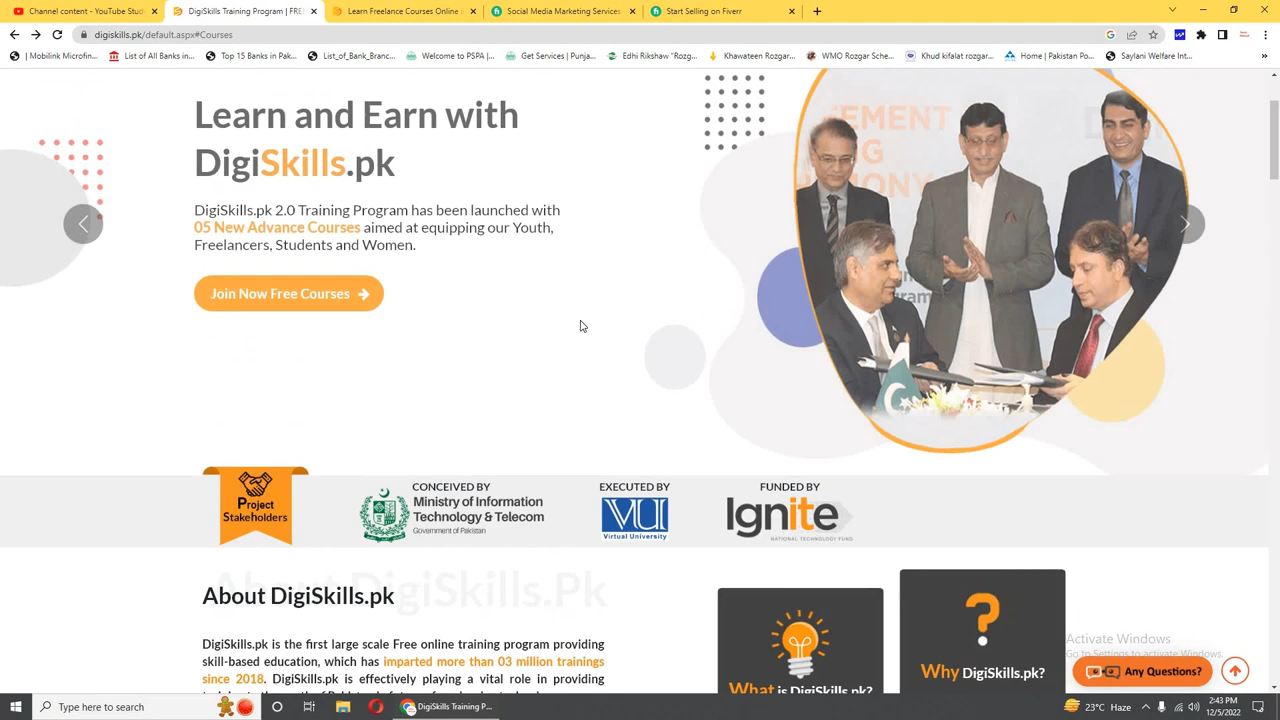 Channel content - YouTube Stud
DigiSkills Training Program | FREE
Learn Freelance Courses Online
Social Media Marketing Services
Start Selling on Fiverr
digiskills.pk/default.aspx#Courses
| Mobilink Microfin...
List of All Banks in...
Top 15 Banks in Pak...
List_of_Bank_Branc...
Welcome to PSPA |...
Get Services | Punja...
Edhi Rikshaw "Rozg...
Khawateen Rozgar...
WMO Rozgar Sche...
Khud kifalat rozgar...
Home | Pakistan Po...
Saylani Welfare Int...
Learn and Earn with
DigiSkills.pk
DigiSkills.pk 2.0 Training Program has been launched with
05 New Advance Courses aimed at equipping our Youth,
Freelancers, Students and Women.
Join Now Free Courses
Project
Stakeholders
CONCEIVED BY
Ministry of Information
Technology & Telecom
Government of Pakistan
EXECUTED BY
VU
Virtual University
FUNDED BY
Ignite
NATIONAL TECHNOLOGY FUND
About DigiSkills.Pk
About DigiSkills.pk
DigiSkills.pk is the first large scale Free online training program providing
skill-based education, which has imparted more than 03 million trainings
since 2018. DigiSkills.pk is effectively playing a vital role in providing
What is DigiSkills.pk?
?
Why DigiSkills.pk?
Activate Windows
Go to Settings to activate Windows.
Any Questions?
Type here to search
DigiSkills Training P...
23°C Haze
2:43 PM
12/5/2022